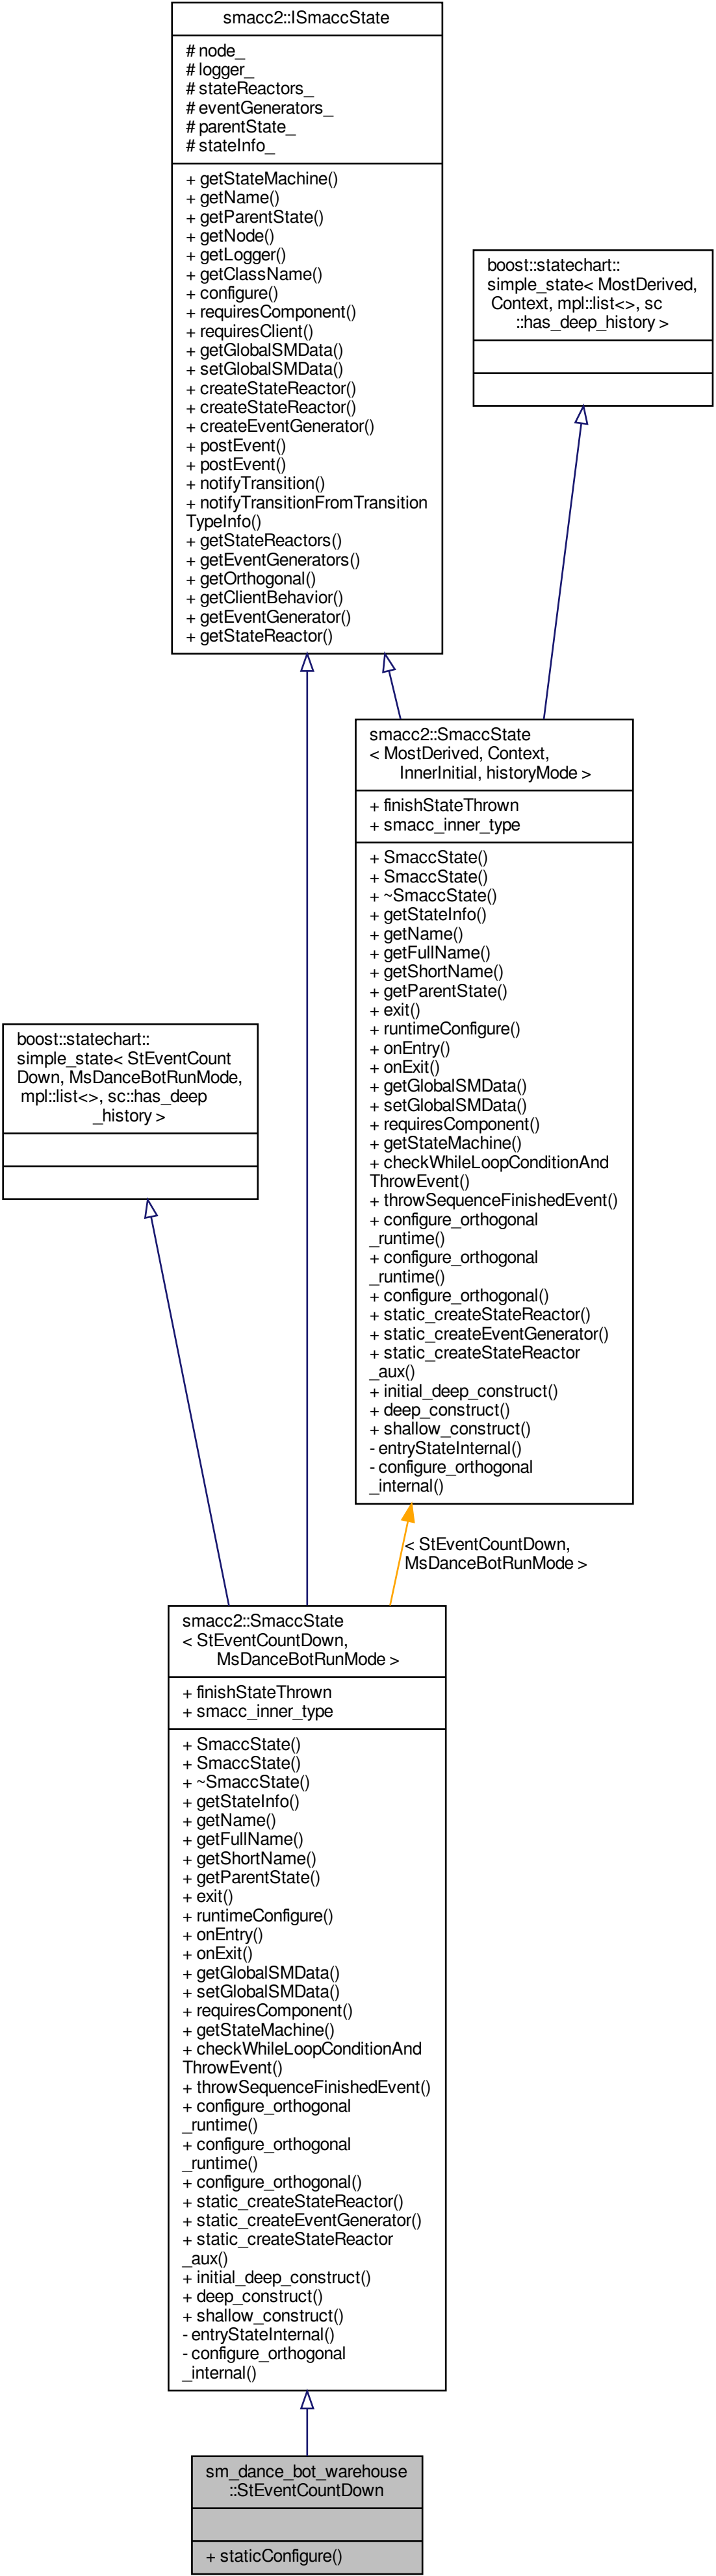 smacc2::ISmaccState
# node_
# logger_
# stateReactors_
# eventGenerators_
# parentState_
# stateInfo_
+ getStateMachine()
+ getName()
+ getParentState()
+ getNode()
+ getLogger()
+ getClassName()
+ configure()
+ requiresComponent()
+ requiresClient()
+ getGlobalSMData()
+ setGlobalSMData()
+ createStateReactor()
+ createStateReactor()
+ createEventGenerator()
+ postEvent()
+ postEvent()
+ notifyTransition()
+ notifyTransitionFromTransition
TypeInfo()
+ getStateReactors()
+ getEventGenerators()
+ getOrthogonal()
+ getClientBehavior()
+ getEventGenerator()
+ getStateReactor()
boost::statechart::
simple_state< MostDerived,
Context, mpl::list<>, sc
::has_deep_history >
smacc2::SmaccState
< MostDerived, Context,
InnerInitial, historyMode >
+ finishStateThrown
+ smacc_inner_type
+ SmaccState()
+ SmaccState()
+ ~SmaccState()
+ getStateInfo()
+ getName()
+ getFullName()
+ getShortName()
+ getParentState()
+ exit()
+ runtimeConfigure()
+ onEntry()
+ onExit()
+ getGlobalSMData()
+ setGlobalSMData()
+ requiresComponent()
+ getStateMachine()
+ checkWhileLoopConditionAnd
ThrowEvent()
+ throwSequenceFinishedEvent()
+ configure_orthogonal
_runtime()
+ configure_orthogonal
_runtime()
+ configure_orthogonal()
+ static_createStateReactor()
+ static_createEventGenerator()
+ static_createStateReactor
_aux()
+ initial_deep_construct()
+ deep_construct()
+ shallow_construct()
- entryStateInternal()
- configure_orthogonal
_internal()
boost::statechart::
simple_state< StEventCount
Down, MsDanceBotRunMode,
mpl::list<>, sc::has_deep
_history >
< StEventCountDown,
MsDanceBotRunMode >
smacc2::SmaccState
< StEventCountDown,
MsDanceBotRunMode >
+ finishStateThrown
+ smacc_inner_type
+ SmaccState()
+ SmaccState()
+ ~SmaccState()
+ getStateInfo()
+ getName()
+ getFullName()
+ getShortName()
+ getParentState()
+ exit()
+ runtimeConfigure()
+ onEntry()
+ onExit()
+ getGlobalSMData()
+ setGlobalSMData()
+ requiresComponent()
+ getStateMachine()
+ checkWhileLoopConditionAnd
ThrowEvent()
+ throwSequenceFinishedEvent()
+ configure_orthogonal
_runtime()
+ configure_orthogonal
_runtime()
+ configure_orthogonal()
+ static_createStateReactor()
+ static_createEventGenerator()
+ static_createStateReactor
_aux()
+ initial_deep_construct()
+ deep_construct()
+ shallow_construct()
- entryStateInternal()
- configure_orthogonal
_internal()
sm_dance_bot_warehouse
::StEventCountDown
+ staticConfigure()